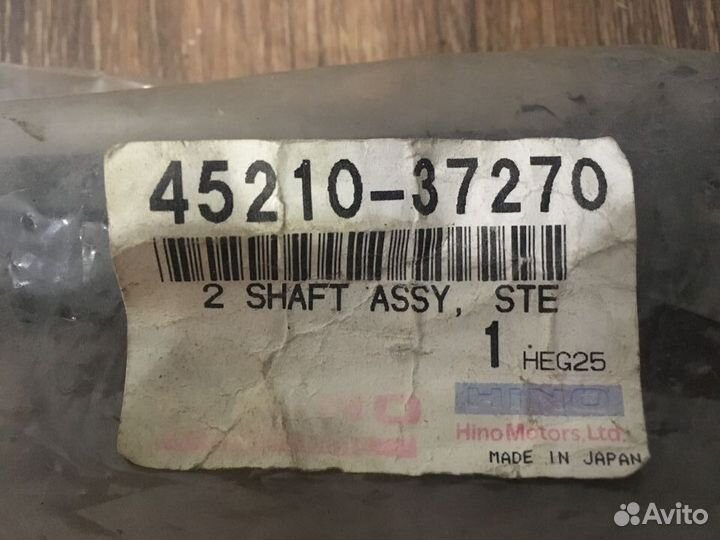 45210-37270
2 SHAFT ASSY, STE
1 HEG25
HINO
Hino Motors,Ltd.
MADE IN JAPAN
Avito